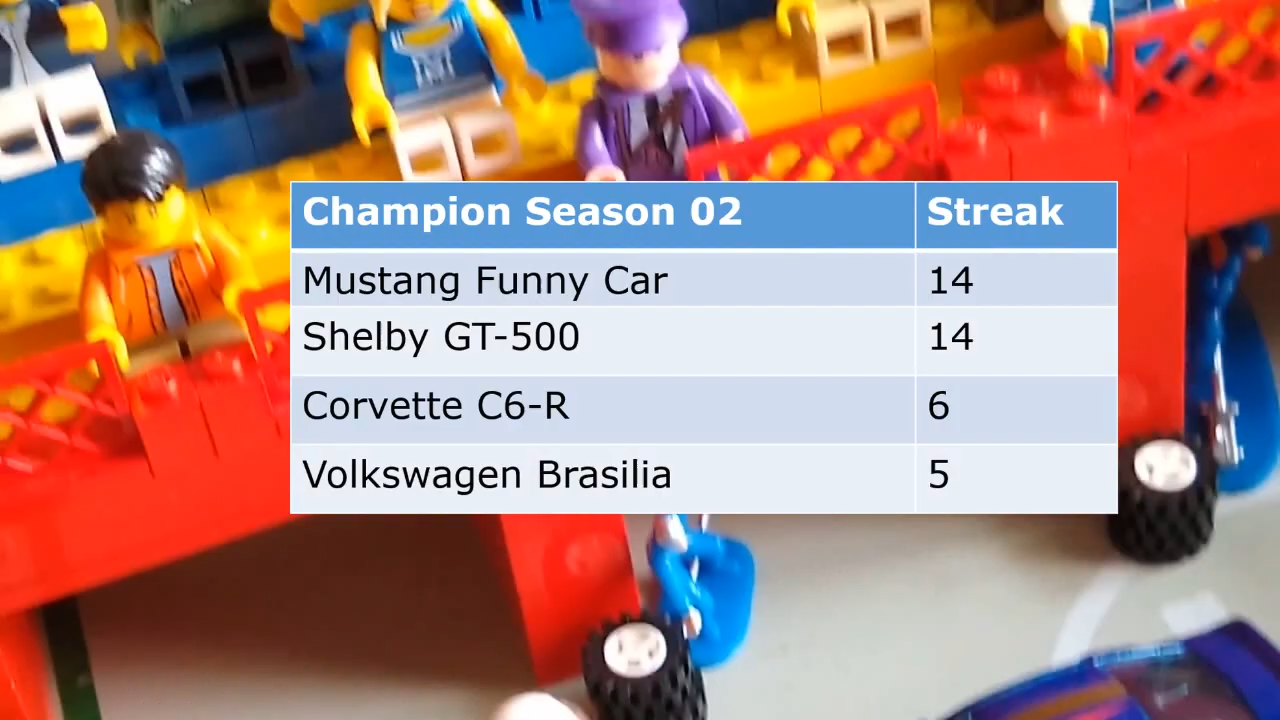 Champion Season 02 Streak
Mustang Funny Car 14
Shelby GT-500 14
Corvette C6-R 6
Volkswagen Brasilia 5